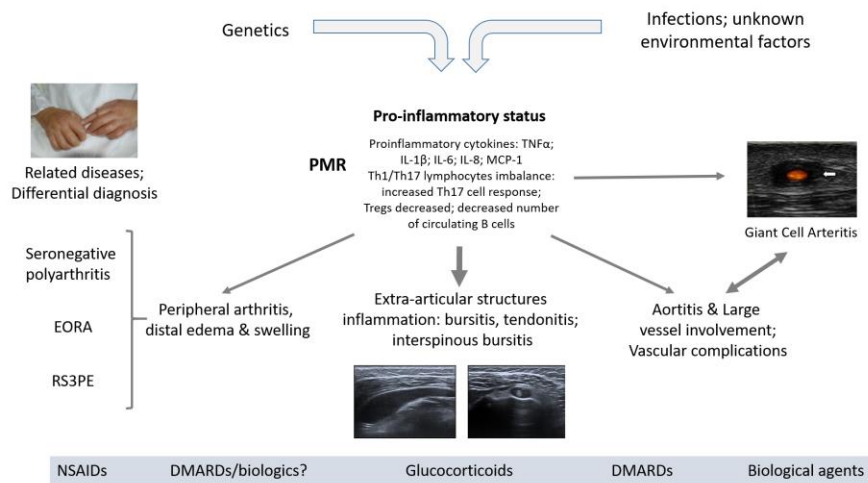 Genetics
Infections; unknown
environmental factors
Pro-inflammatory status
PMR
Proinflammatory cytokines: TNFα;
IL-1β; IL-6; IL-8; MCP-1
Th1/Th17 lymphocytes imbalance:
increased Th17 cell response;
Tregs decreased; decreased number
of circulating B cells
Related diseases;
Differential diagnosis
Giant Cell Arteritis
Seronegative
polyarthritis
EORA
RS3PE
Peripheral arthritis,
distal edema & swelling
Extra-articular structures
inflammation: bursitis, tendonitis;
interspinous bursitis
Aortitis & Large
vessel involvement;
Vascular complications
NSAIDs
DMARDs/biologics?
Glucocorticoids
DMARDs
Biological agents